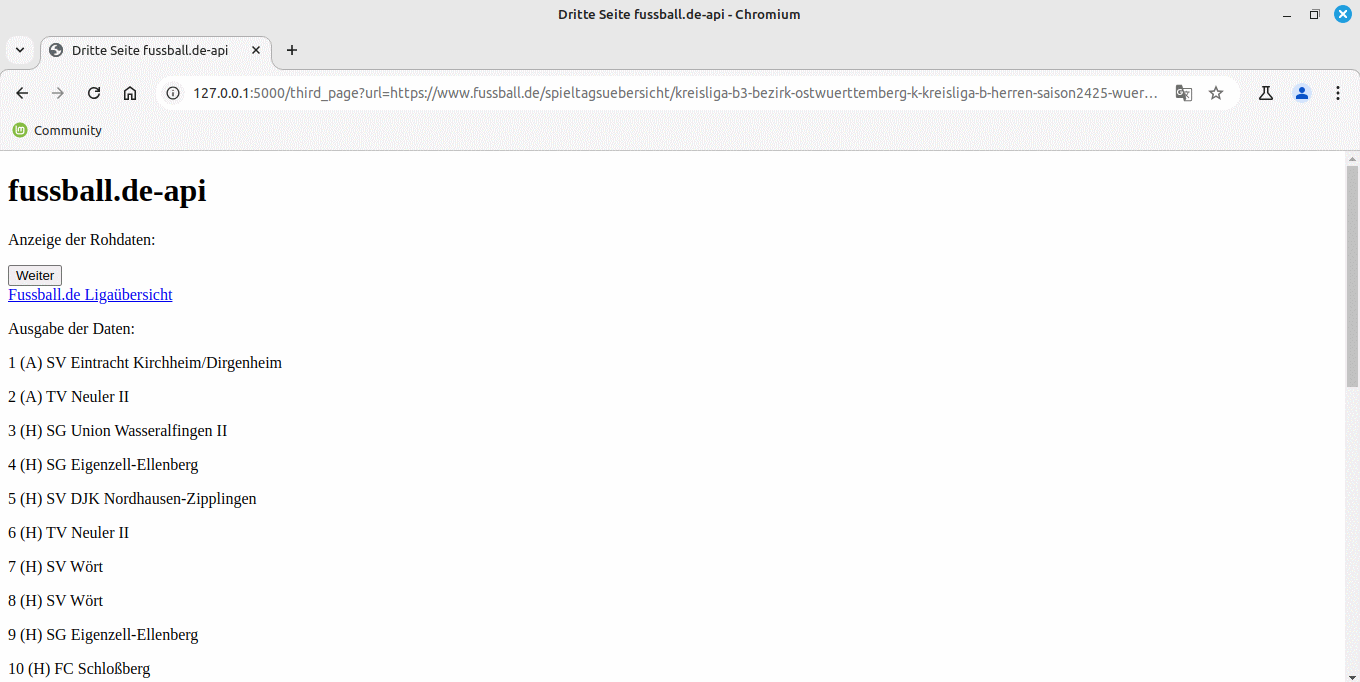 Dritte Seite fussball.de-api - Chromium
Dritte Seite fussball.de-api
127.0.0.1:5000/third_page?url=https://www.fussball.de/spieltagsuebersicht/kreisliga-b3-bezirk-ostwuerttemberg-k-kreisliga-b-herren-saison2425-wuer…
Community
fussball.de-api
Anzeige der Rohdaten:
Weiter
Fussball.de Ligaübersicht
Ausgabe der Daten:
1 (A) SV Eintracht Kirchheim/Dirgenheim
2 (A) TV Neuler II
3 (H) SG Union Wasseralfingen II
4 (H) SG Eigenzell-Ellenberg
5 (H) SV DJK Nordhausen-Zipplingen
6 (H) TV Neuler II
7 (H) SV Wört
8 (H) SV Wört
9 (H) SG Eigenzell-Ellenberg
10 (H) FC Schloßberg